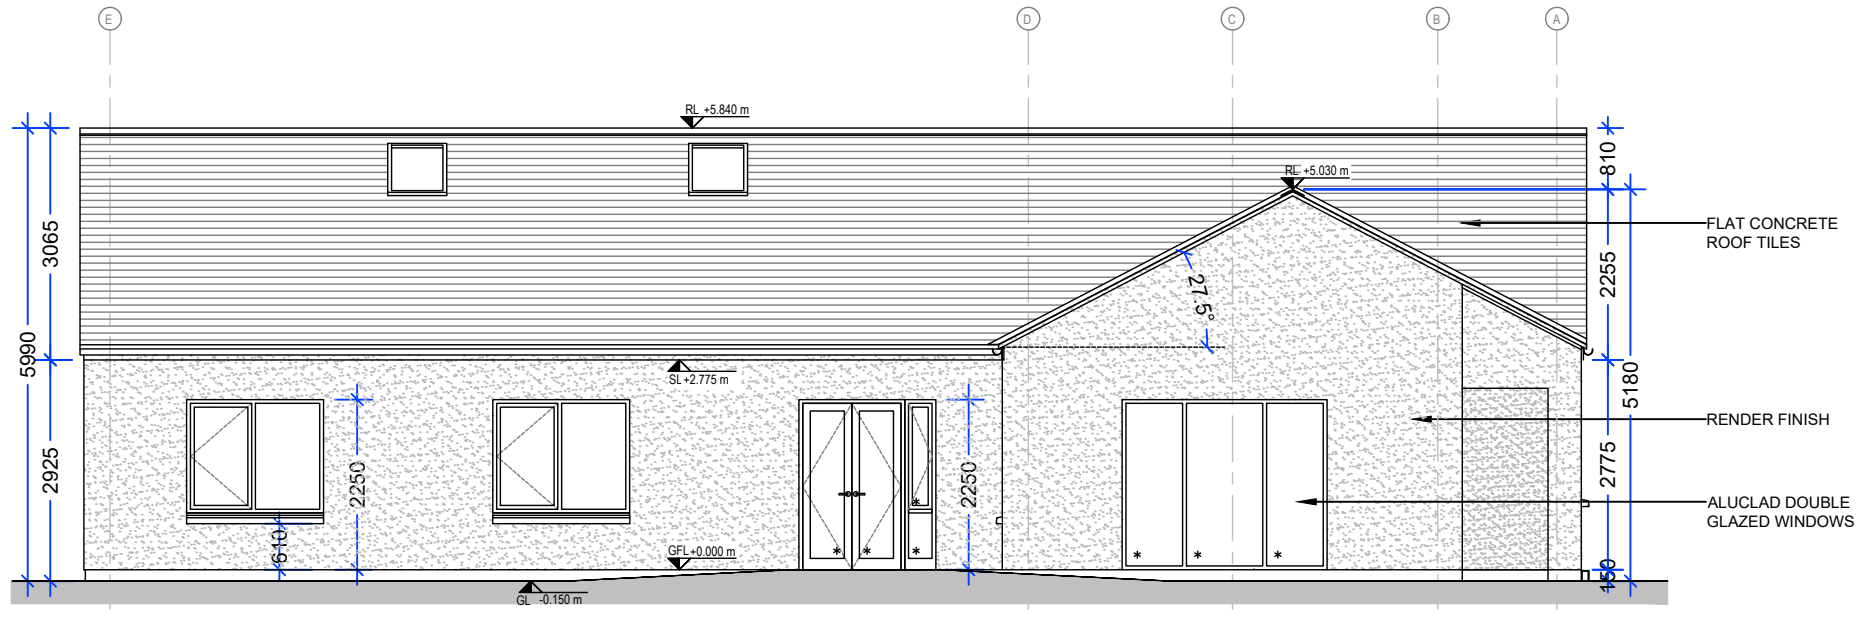 E
D
C
B
A
RL +5.840 m
RL +5.030 m
810
FLAT CONCRETE
ROOF TILES
3065
2255
27.5°
5990
SL +2.775 m
5180
RENDER FINISH
2925
2250
2250
2775
ALUCLAD DOUBLE
GLAZED WINDOWS
610
GFL +0.000 m
150
GL -0.150 m